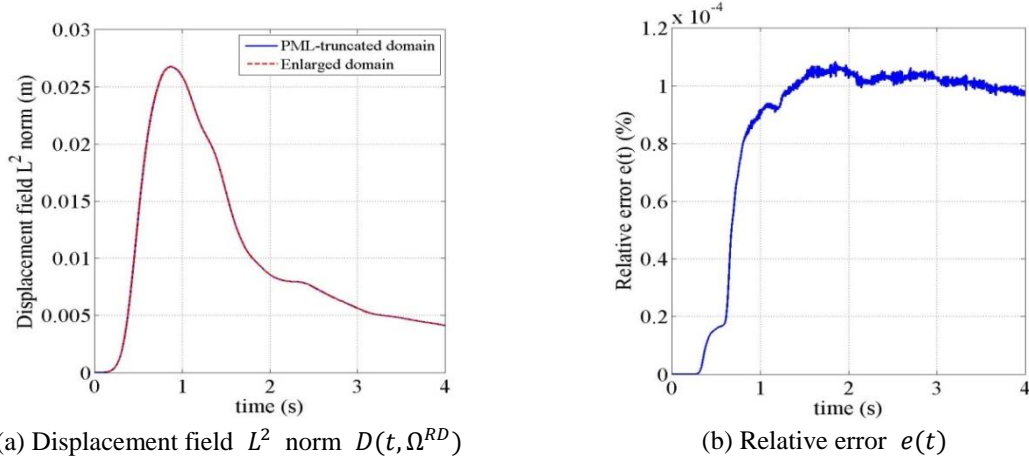 0.03
0.025
0.02
0.015
0.01
0.005
0
0 1 2 3 4
Displacement field L² norm (m)
time (s)
PML-truncated domain
Enlarged domain
(a) Displacement field L² norm D(t, Ω^RD)
x 10⁻⁴
1.2
1
0.8
0.6
0.4
0.2
0
0 1 2 3 4
Relative error e(t) (%)
time (s)
(b) Relative error e(t)